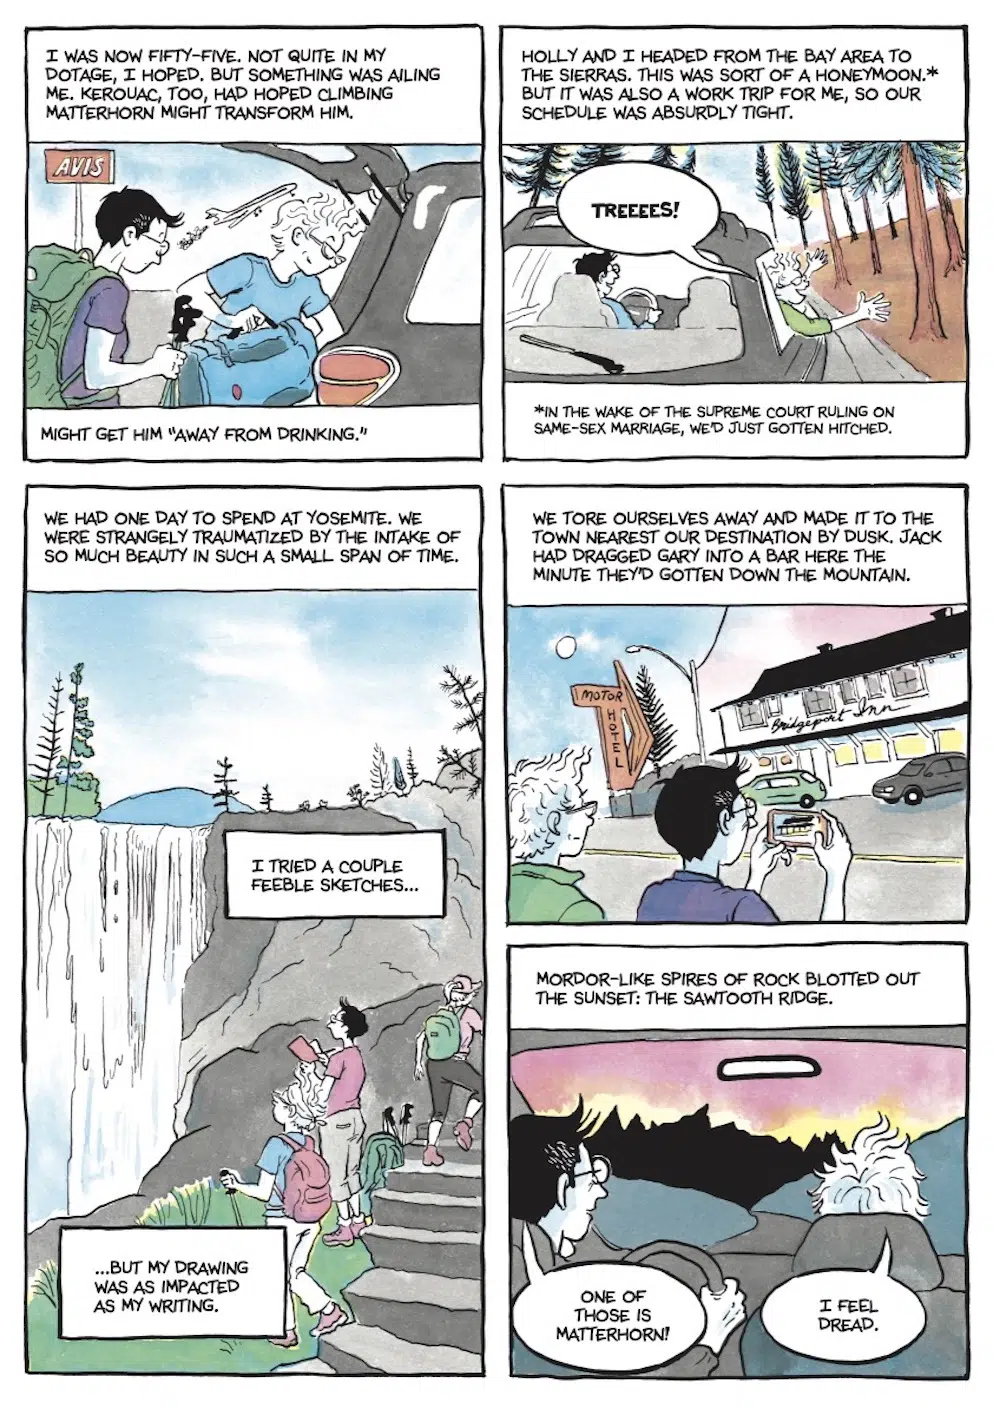 I WAS NOW FIFTY-FIVE. NOT QUITE IN MY
DOTAGE, I HOPED. BUT SOMETHING WAS AILING
ME. KEROUAC, TOO, HAD HOPED CLIMBING
MATTERHORN MIGHT TRANSFORM HIM.
AVIS
MIGHT GET HIM "AWAY FROM DRINKING."
HOLLY AND I HEADED FROM THE BAY AREA TO
THE SIERRAS. THIS WAS SORT OF A HONEYMOON.*
BUT IT WAS ALSO A WORK TRIP FOR ME, SO OUR
SCHEDULE WAS ABSURDLY TIGHT.
TREEEES!
*IN THE WAKE OF THE SUPREME COURT RULING ON
SAME-SEX MARRIAGE, WE'D JUST GOTTEN HITCHED.
WE HAD ONE DAY TO SPEND AT YOSEMITE. WE
WERE STRANGELY TRAUMATIZED BY THE INTAKE OF
SO MUCH BEAUTY IN SUCH A SMALL SPAN OF TIME.
I TRIED A COUPLE
FEEBLE SKETCHES...
...BUT MY DRAWING
WAS AS IMPACTED
AS MY WRITING.
WE TORE OURSELVES AWAY AND MADE IT TO THE
TOWN NEAREST OUR DESTINATION BY DUSK. JACK
HAD DRAGGED GARY INTO A BAR HERE THE
MINUTE THEY'D GOTTEN DOWN THE MOUNTAIN.
MOTOR
HOTEL
Bridgeport Inn
MORDOR-LIKE SPIRES OF ROCK BLOTTED OUT
THE SUNSET: THE SAWTOOTH RIDGE.
ONE OF
THOSE IS
MATTERHORN!
I FEEL
DREAD.